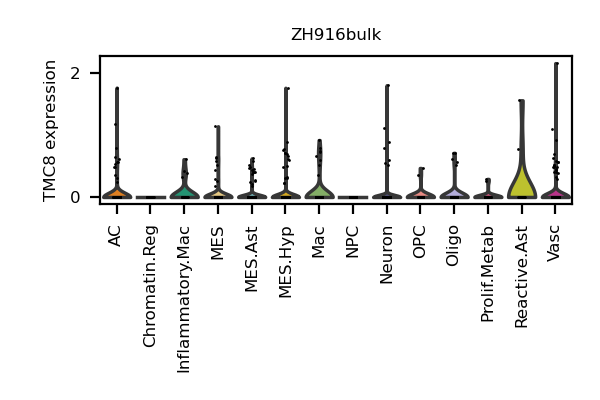 ZH916bulk
TMC8 expression
2
0
AC
Chromatin.Reg
Inflammatory.Mac
MES
MES.Ast
MES.Hyp
Mac
NPC
Neuron
OPC
Oligo
Prolif.Metab
Reactive.Ast
Vasc